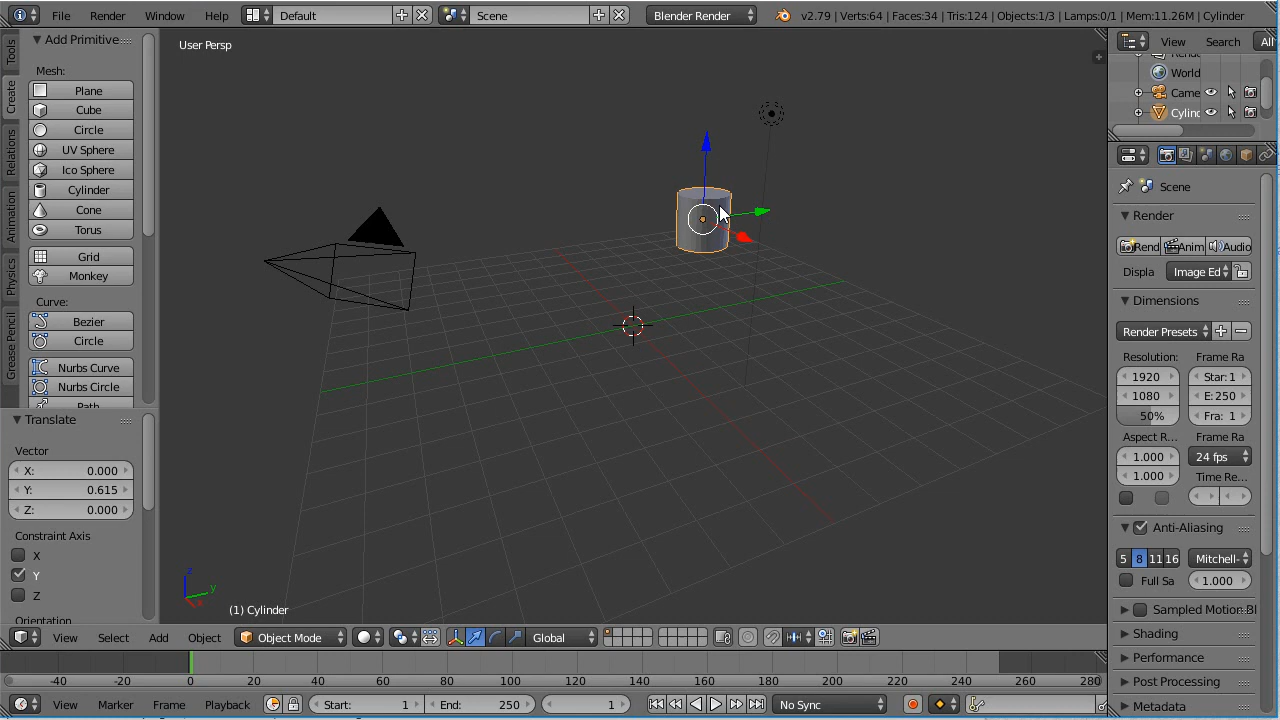 File Render Window Help Default Scene Blender Render v2.79 | Verts:64 | Faces:34 | Tris:124 | Objects:1/3 | Lamps:0/1 | Mem:11.26M | Cylinder
Tools
Create
Relations
Animation
Physics
Grease Pencil
Add Primitive
Mesh:
Plane
Cube
Circle
UV Sphere
Ico Sphere
Cylinder
Cone
Torus
Grid
Monkey
Curve:
Bezier
Circle
Nurbs Curve
Nurbs Circle
Path
Translate
Vector
X: 0.000
Y: 0.615
Z: 0.000
Constraint Axis
X
Y
Z
Orientation
User Persp
z
y
x
(1) Cylinder
View Select Add Object Object Mode Global
-40 -20 0 20 40 60 80 100 120 140 160 180 200 220 240 260 280
View Marker Frame Playback Start: 1 End: 250 1 No Sync
View Search All
World
Came
Cylinc
Scene
Render
Rend Anim Audio
Displa Image Ed
Dimensions
Render Presets
Resolution: Frame Ra
1920 Star: 1
1080 E: 250
50% Fra: 1
Aspect R... Frame Ra
1.000 24 fps
1.000 Time Re...
Anti-Aliasing
5 8 11 16 Mitchell-
Full Sa 1.000
Sampled Motion Bl
Shading
Performance
Post Processing
Metadata